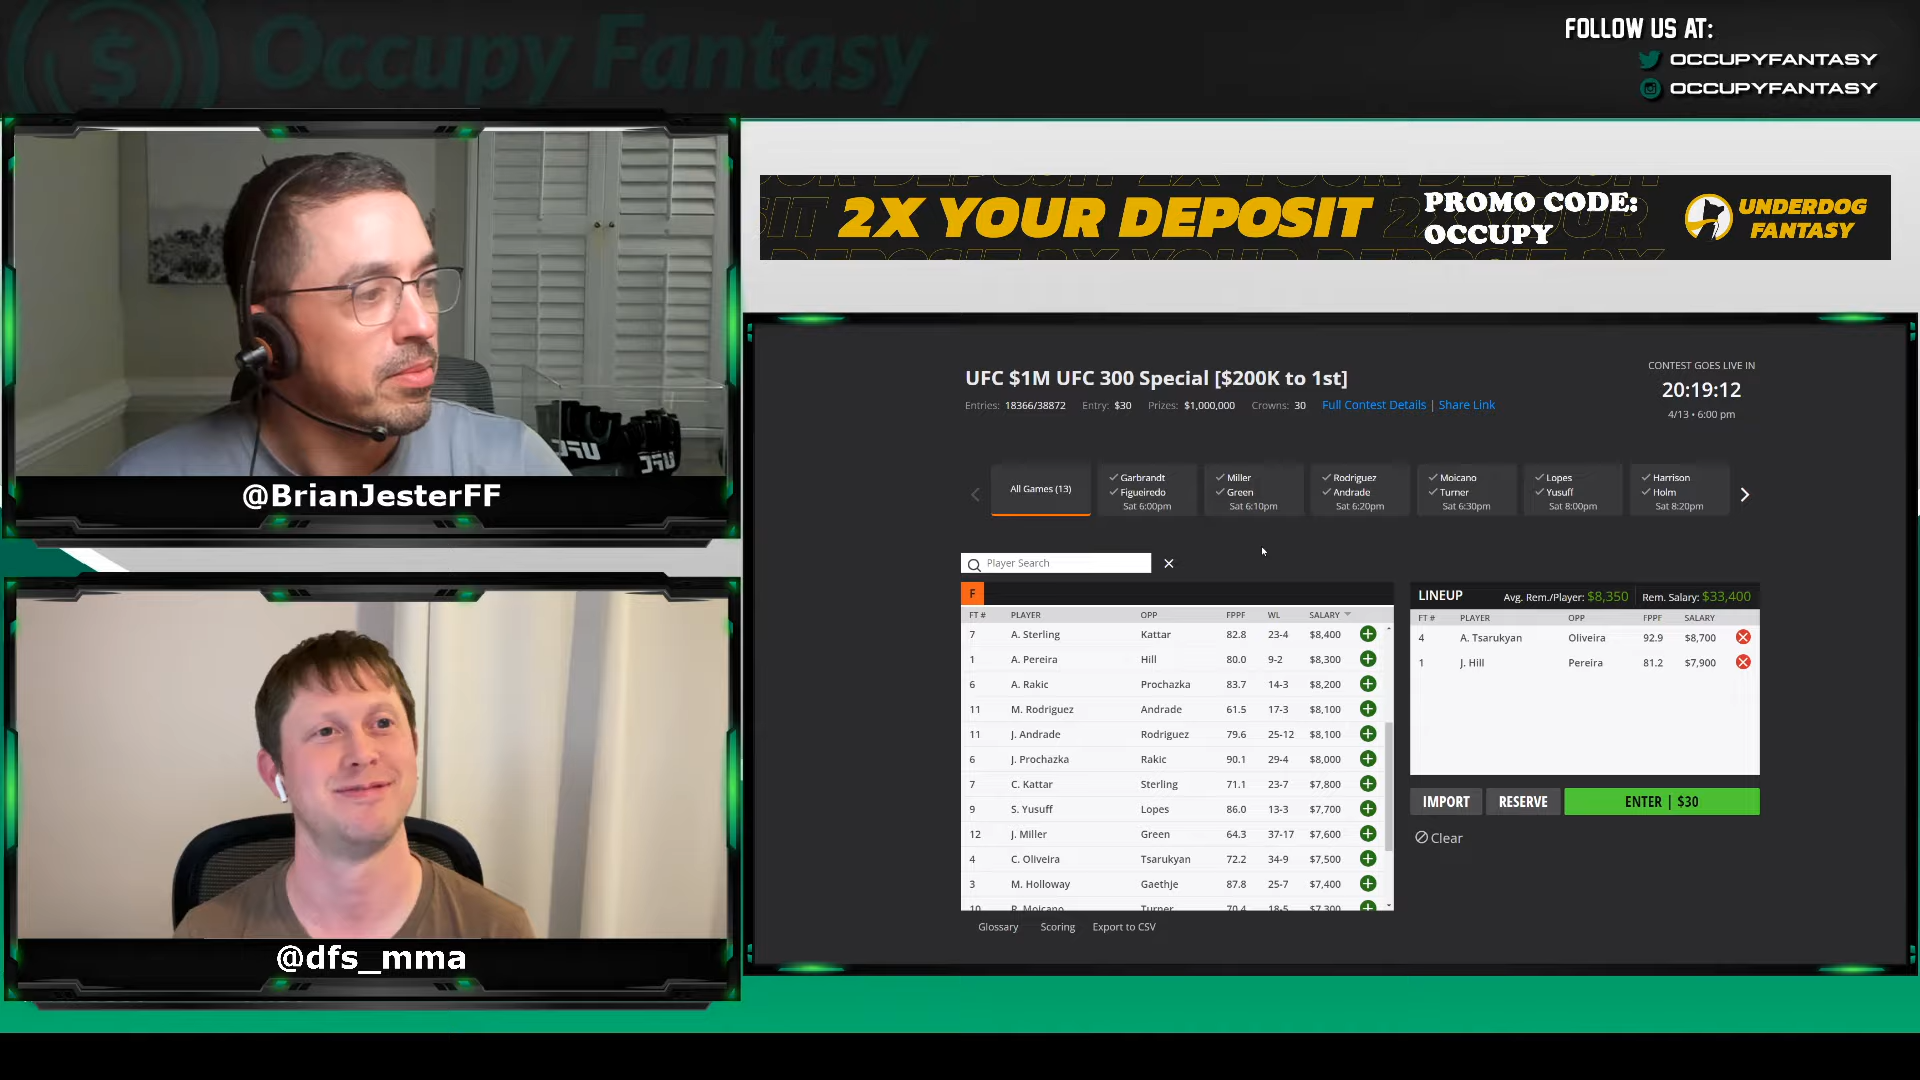 Occupy Fantasy
FOLLOW US AT:
OCCUPYFANTASY
OCCUPYFANTASY
2X YOUR DEPOSIT
PROMO CODE:
OCCUPY
UNDERDOG
FANTASY
UFC
UFC
@BrianJesterFF
@dfs_mma
UFC $1M UFC 300 Special [$200K to 1st]
Entries: 18366/38872 Entry: $30 Prizes: $1,000,000 Crowns: 30 Full Contest Details | Share Link
CONTEST GOES LIVE IN
20:19:12
4/13 • 6:00 pm
All Games (13)
Garbrandt
Figueiredo
Sat 6:00pm
Miller
Green
Sat 6:10pm
Rodriguez
Andrade
Sat 6:20pm
Moicano
Turner
Sat 6:30pm
Lopes
Yusuff
Sat 8:00pm
Harrison
Holm
Sat 8:20pm
Player Search
F
FT # PLAYER OPP FPPF WL SALARY
7 A. Sterling Kattar 82.8 23-4 $8,400
1 A. Pereira Hill 80.0 9-2 $8,300
6 A. Rakic Prochazka 83.7 14-3 $8,200
11 M. Rodriguez Andrade 61.5 17-3 $8,100
11 J. Andrade Rodriguez 79.6 25-12 $8,100
6 J. Prochazka Rakic 90.1 29-4 $8,000
7 C. Kattar Sterling 71.1 23-7 $7,800
9 S. Yusuff Lopes 86.0 13-3 $7,700
12 J. Miller Green 64.3 37-17 $7,600
4 C. Oliveira Tsarukyan 72.2 34-9 $7,500
3 M. Holloway Gaethje 87.8 25-7 $7,400
10 R. Moicano Turner 70.4 18-5 $7,300
Glossary Scoring Export to CSV
LINEUP Avg. Rem./Player: $8,350 Rem. Salary: $33,400
FT # PLAYER OPP FPPF SALARY
4 A. Tsarukyan Oliveira 92.9 $8,700
1 J. Hill Pereira 81.2 $7,900
IMPORT RESERVE ENTER | $30
Clear